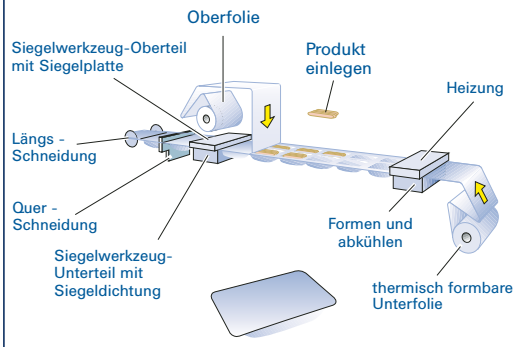 Oberfolie
Siegelwerkzeug-Oberteil
mit Siegelplatte
Produkt
einlegen
Heizung
Längs -
Schneidung
Quer -
Schneidung
Siegelwerkzeug-
Unterteil mit
Siegeldichtung
Formen und
abkühlen
thermisch formbare
Unterfolie